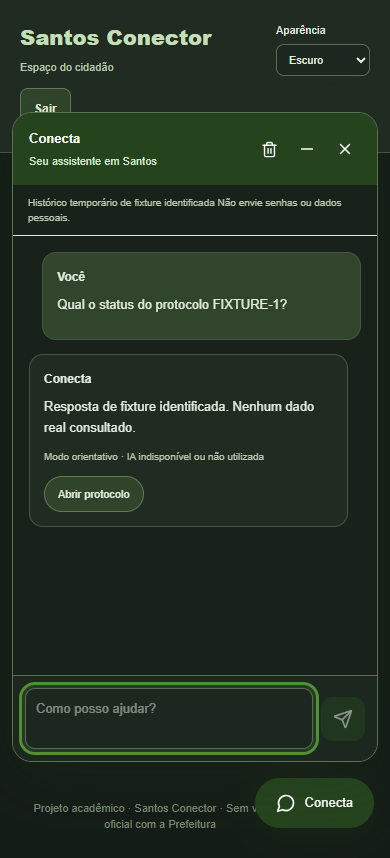 Santos Conector
Aparência
Espaço do cidadão
Escuro
Sair
Conecta
Seu assistente em Santos
Histórico temporário de fixture identificada Não envie senhas ou dados
pessoais.
Você
Qual o status do protocolo FIXTURE-1?
Conecta
Resposta de fixture identificada. Nenhum dado
real consultado.
Modo orientativo · IA indisponível ou não utilizada
Abrir protocolo
Como posso ajudar?
Projeto acadêmico · Santos Conector · Sem
oficial com a Prefeitura
Conecta